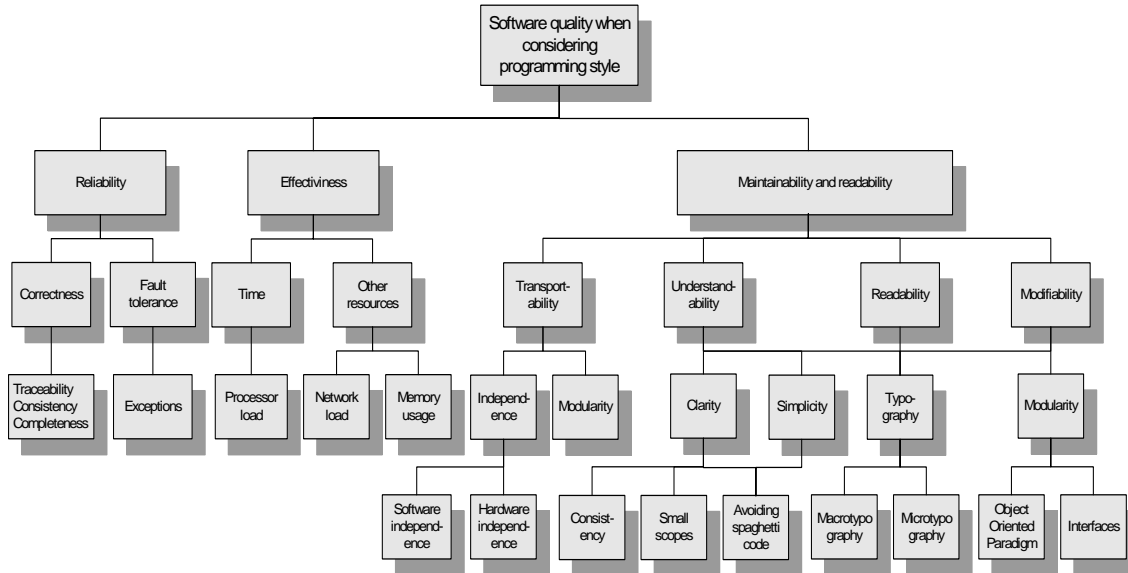 Software quality when
considering
programming style
Reliability
Effectiviness
Maintainability and readability
Correctness
Fault
tolerance
Time
Other
resources
Transport-
ability
Understand-
ability
Readability
Modifiability
Traceability
Consistency
Completeness
Exceptions
Processor
load
Network
load
Memory
usage
Independ-
ence
Modularity
Clarity
Simplicity
Typo-
graphy
Modularity
Software
independ-
ence
Hardware
independ-
ence
Consist-
ency
Small
scopes
Avoiding
spaghetti
code
Macrotypo
graphy
Microtypo
graphy
Object
Oriented
Paradigm
Interfaces